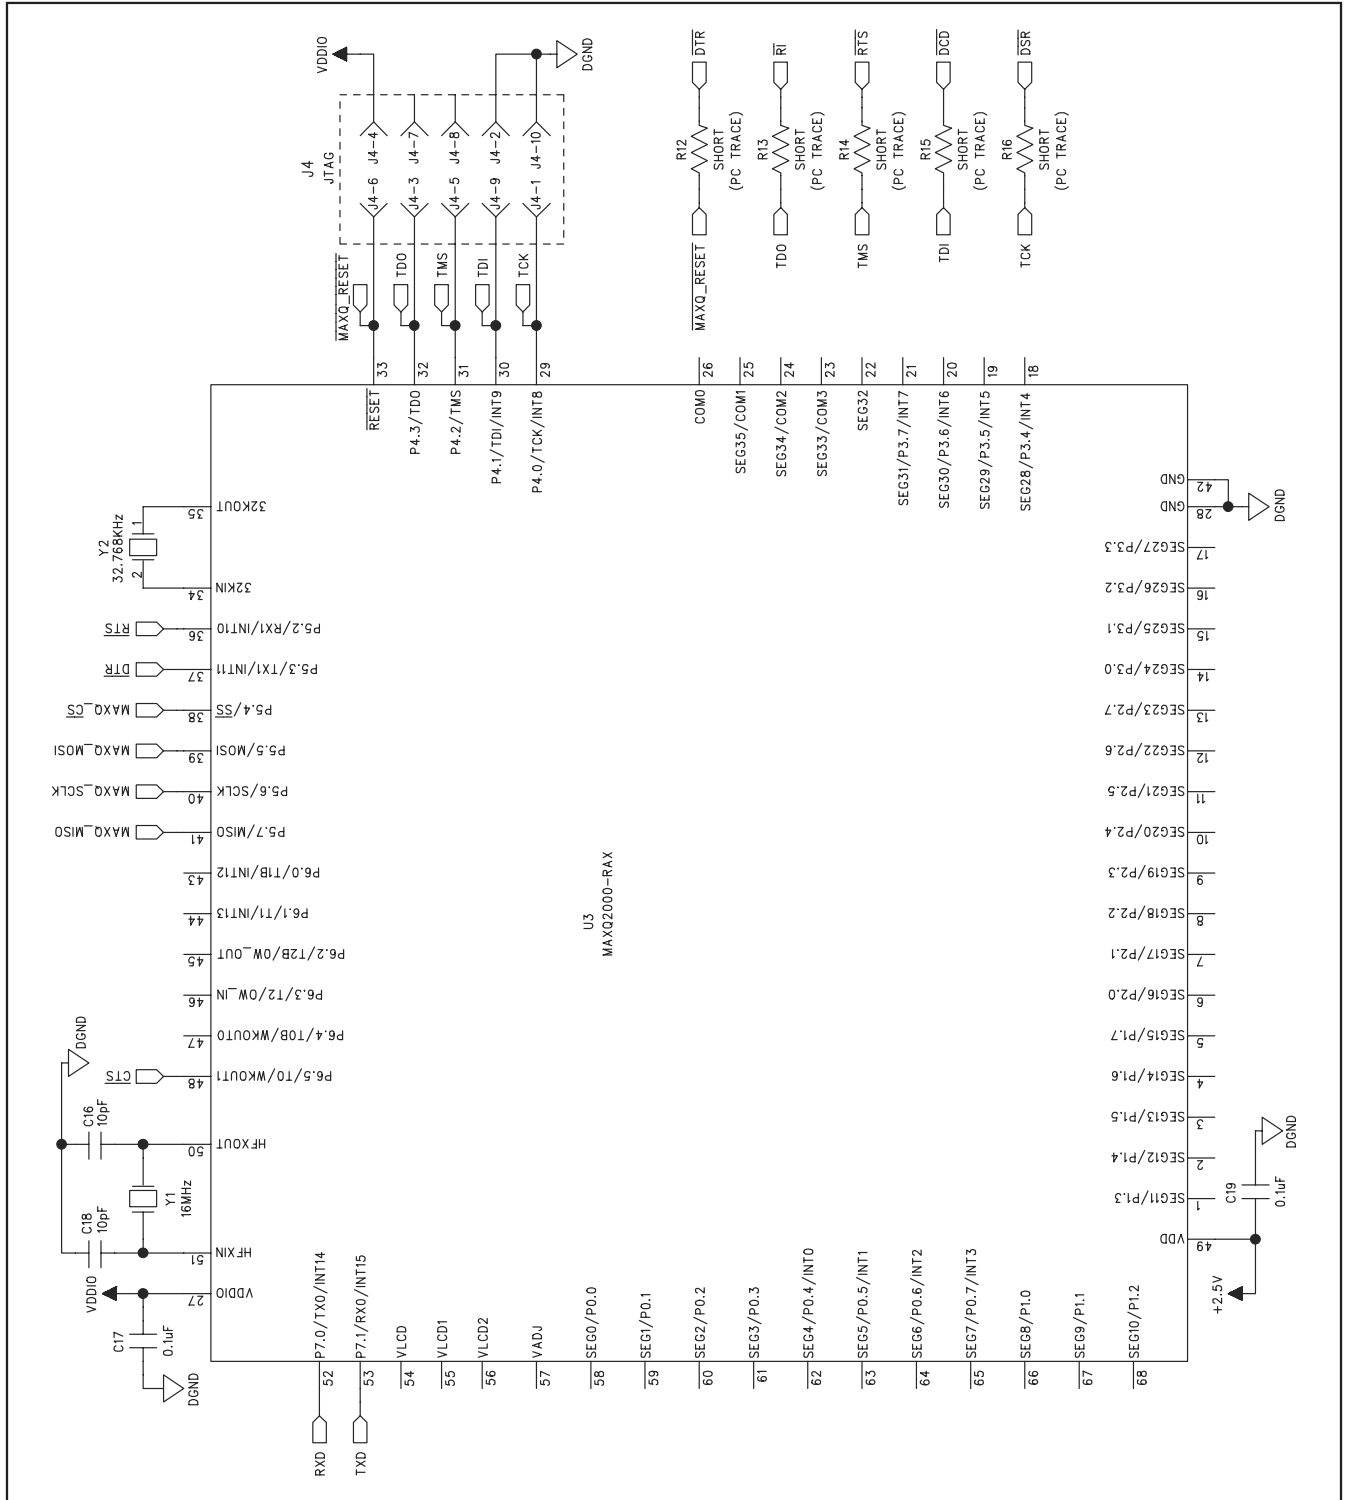 VDDIO
DGND
J4
JTAG
J4-6 J4-4
J4-3 J4-7
J4-5 J4-8
J4-9 J4-2
J4-1 J4-10
MAXQ_RESET
TDO
TMS
TDI
TCK
DTR
R12
SHORT
(PC TRACE)
MAXQ_RESET
RI
R13
SHORT
(PC TRACE)
TDO
RTS
R14
SHORT
(PC TRACE)
TMS
DCD
R15
SHORT
(PC TRACE)
TDI
DSR
R16
SHORT
(PC TRACE)
TCK
33 RESET
32 P4.3/TDO
31 P4.2/TMS
30 P4.1/TDI/INT9
29 P4.0/TCK/INT8
26 COM0
25 SEG35/COM1
24 SEG34/COM2
23 SEG33/COM3
22 SEG32
21 SEG31/P3.7/INT7
20 SEG30/P3.6/INT6
19 SEG29/P3.5/INT5
18 SEG28/P3.4/INT4
Y2
32.768KHz
1
2
35 32KOUT
34 32KIN
RTS 36 P5.2/RX1/INT10
DTR 37 P5.3/TX1/INT11
MAXQ_CS 38 P5.4/SS
MAXQ_MOSI 39 P5.5/MOSI
MAXQ_SCLK 40 P5.6/SCLK
MAXQ_MISO 41 P5.7/MISO
43 P6.0/T1B/INT12
44 P6.1/T1/INT13
45 P6.2/T2B/OW_OUT
46 P6.3/T2/OW_IN
47 P6.4/T0B/WKOUT0
CTS 48 P6.5/T0/WKOUT1
50 HFXOUT
51 HFXIN
27 VDDIO
DGND
C16
10pF
Y1
16MHz
C18
10pF
VDDIO
C17
0.1uF
DGND
U3
MAXQ2000-RAX
GND 42
GND 28
DGND
SEG27/P3.3 17
SEG26/P3.2 16
SEG25/P3.1 15
SEG24/P3.0 14
SEG23/P2.7 13
SEG22/P2.6 12
SEG21/P2.5 11
SEG20/P2.4 10
SEG19/P2.3 9
SEG18/P2.2 8
SEG17/P2.1 7
SEG16/P2.0 6
SEG15/P1.7 5
SEG14/P1.6 4
SEG13/P1.5 3
SEG12/P1.4 2
SEG11/P1.3 1
VDD 49
C19
0.1uF
DGND
+2.5V
P7.0/TX0/INT14 52 RXD
P7.1/RX0/INT15 53 TXD
VLCD 54
VLCD1 55
VLCD2 56
VADJ 57
SEG0/P0.0 58
SEG1/P0.1 59
SEG2/P0.2 60
SEG3/P0.3 61
SEG4/P0.4/INT0 62
SEG5/P0.5/INT1 63
SEG6/P0.6/INT2 64
SEG7/P0.7/INT3 65
SEG8/P1.0 66
SEG9/P1.1 67
SEG10/P1.2 68